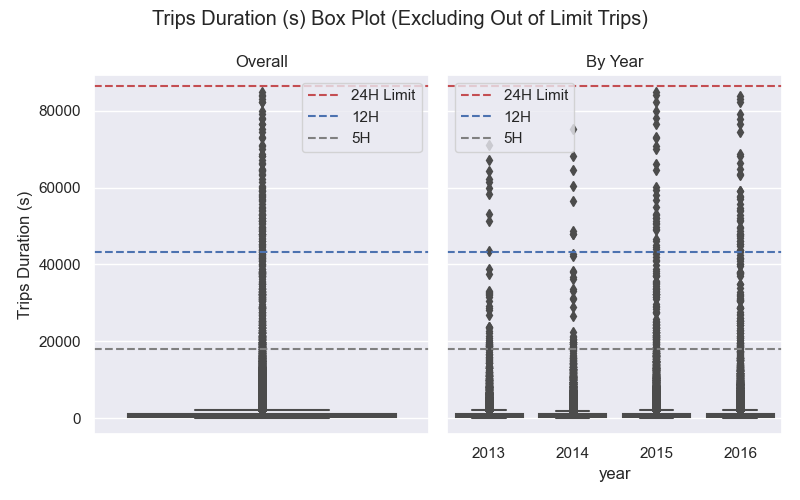 Trips Duration (s) Box Plot (Excluding Out of Limit Trips)
Overall
By Year
24H Limit
12H
5H
24H Limit
12H
5H
80000
60000
40000
20000
0
Trips Duration (s)
2013 2014 2015 2016
year